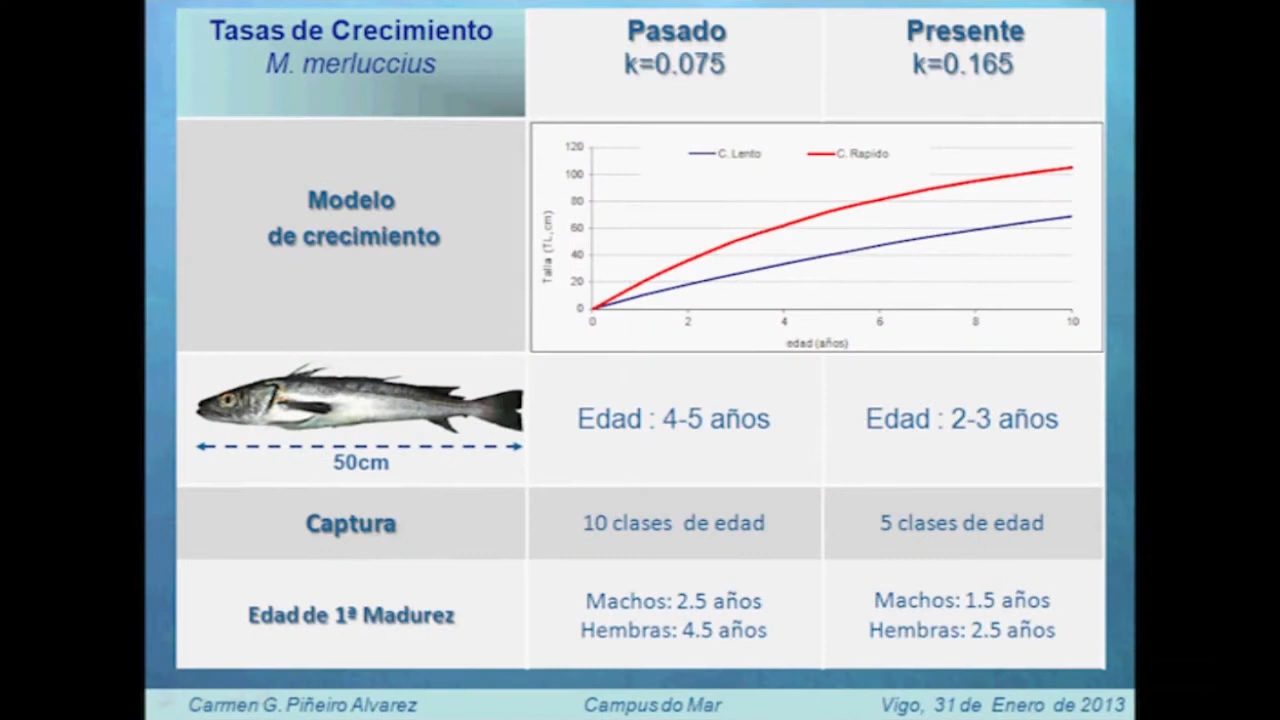 Tasas de Crecimiento
M. merluccius
Pasado
k=0.075
Presente
k=0.165
Modelo
de crecimiento
120
100
80
60
40
20
0
Talla (TL,cm)
C. Lento
C. Rapido
0 2 4 6 8 10
edad (años)
50cm
Edad : 4-5 años
Edad : 2-3 años
Captura
10 clases de edad
5 clases de edad
Edad de 1ª Madurez
Machos: 2.5 años
Hembras: 4.5 años
Machos: 1.5 años
Hembras: 2.5 años
Carmen G. Piñeiro Alvarez
Campus do Mar
Vigo, 31 de Enero de 2013